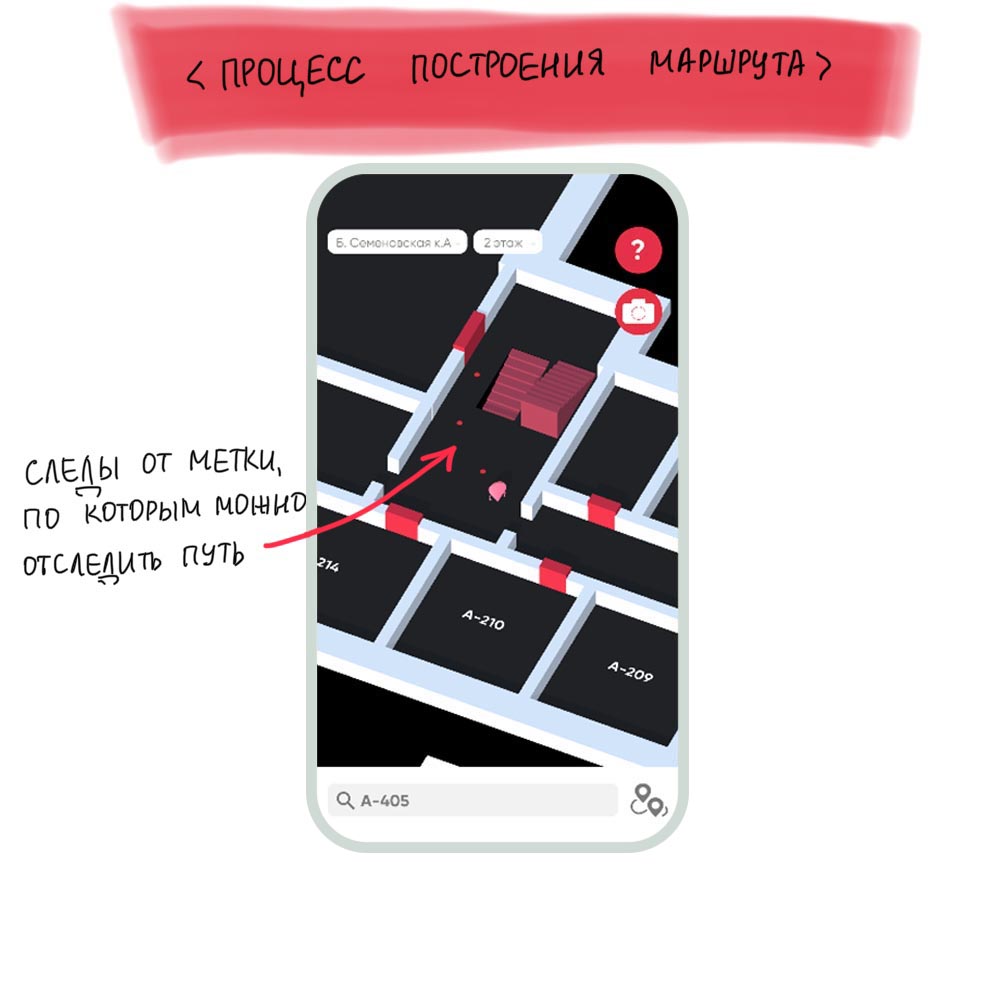 < ПРОЦЕСС ПОСТРОЕНИЯ МАРШРУТА >
Б. Семеновская к.А
2 этаж
?
СЛЕДЫ ОТ МЕТКИ,
ПО КОТОРЫМ МОЖНО
ОТСЛЕДИТЬ ПУТЬ
214
А-210
А-209
А-405